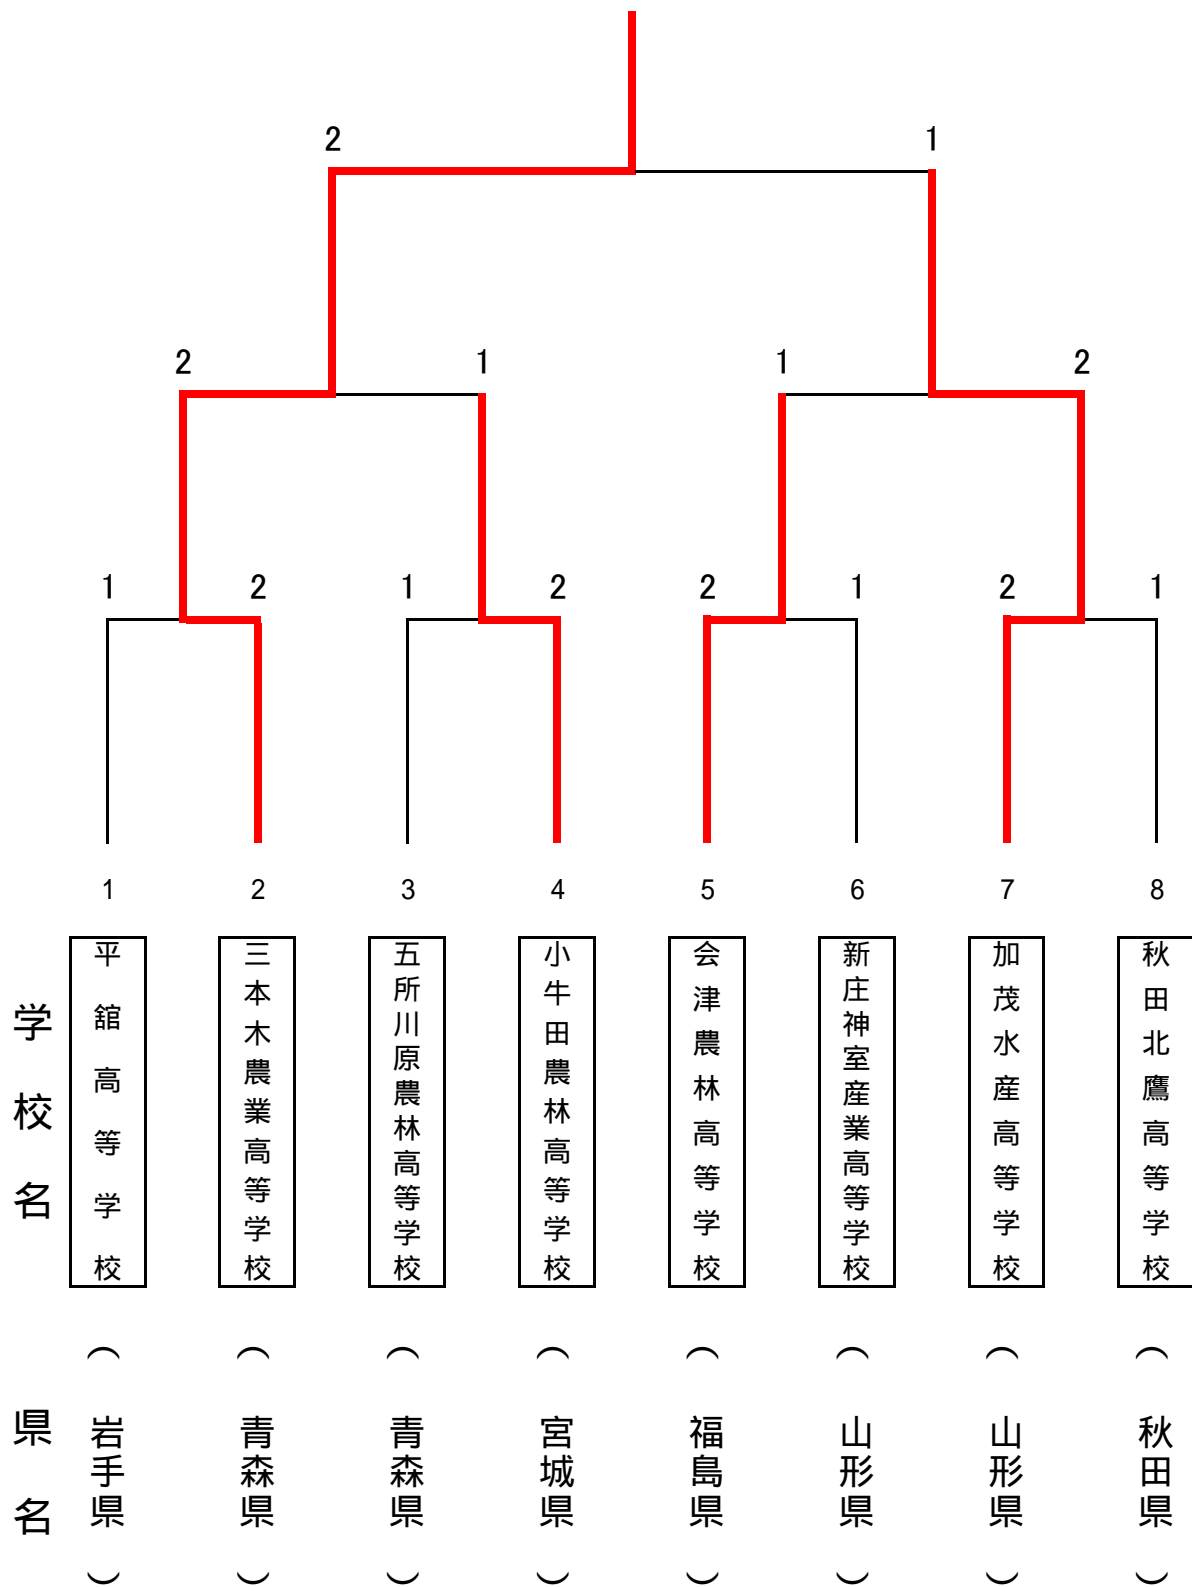 2 1
2 1 1 2
1 2 1 2 2 1 2 1
1 2 3 4 5 6 7 8
学校名
平舘高等学校
三本木農業高等学校
五所川原農林高等学校
小牛田農林高等学校
会津農林高等学校
新庄神室産業高等学校
加茂水産高等学校
秋田北鷹高等学校
県名
（岩手県）
（青森県）
（青森県）
（宮城県）
（福島県）
（山形県）
（山形県）
（秋田県）